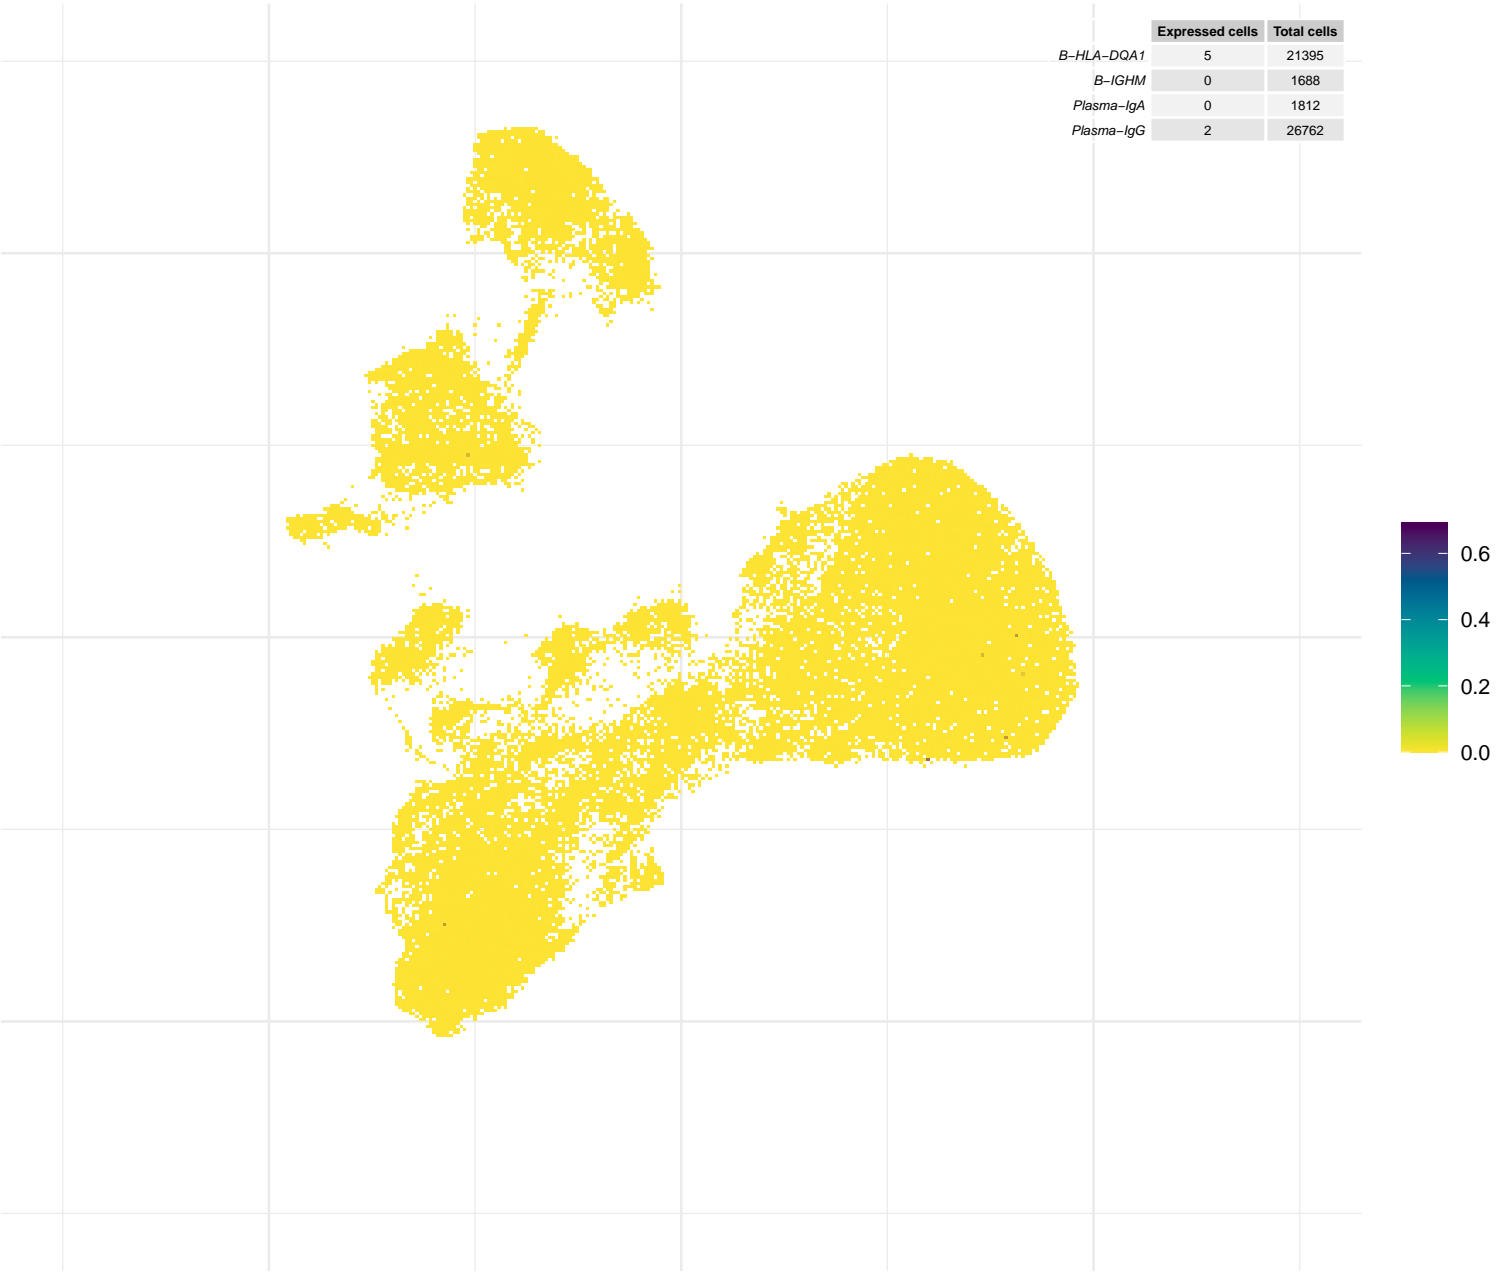 Expressed cells Total cells
B−HLA−DQA1 5 21395
B−IGHM 0 1688
Plasma−IgA 0 1812
Plasma−IgG 2 26762
0.6
0.4
0.2
0.0